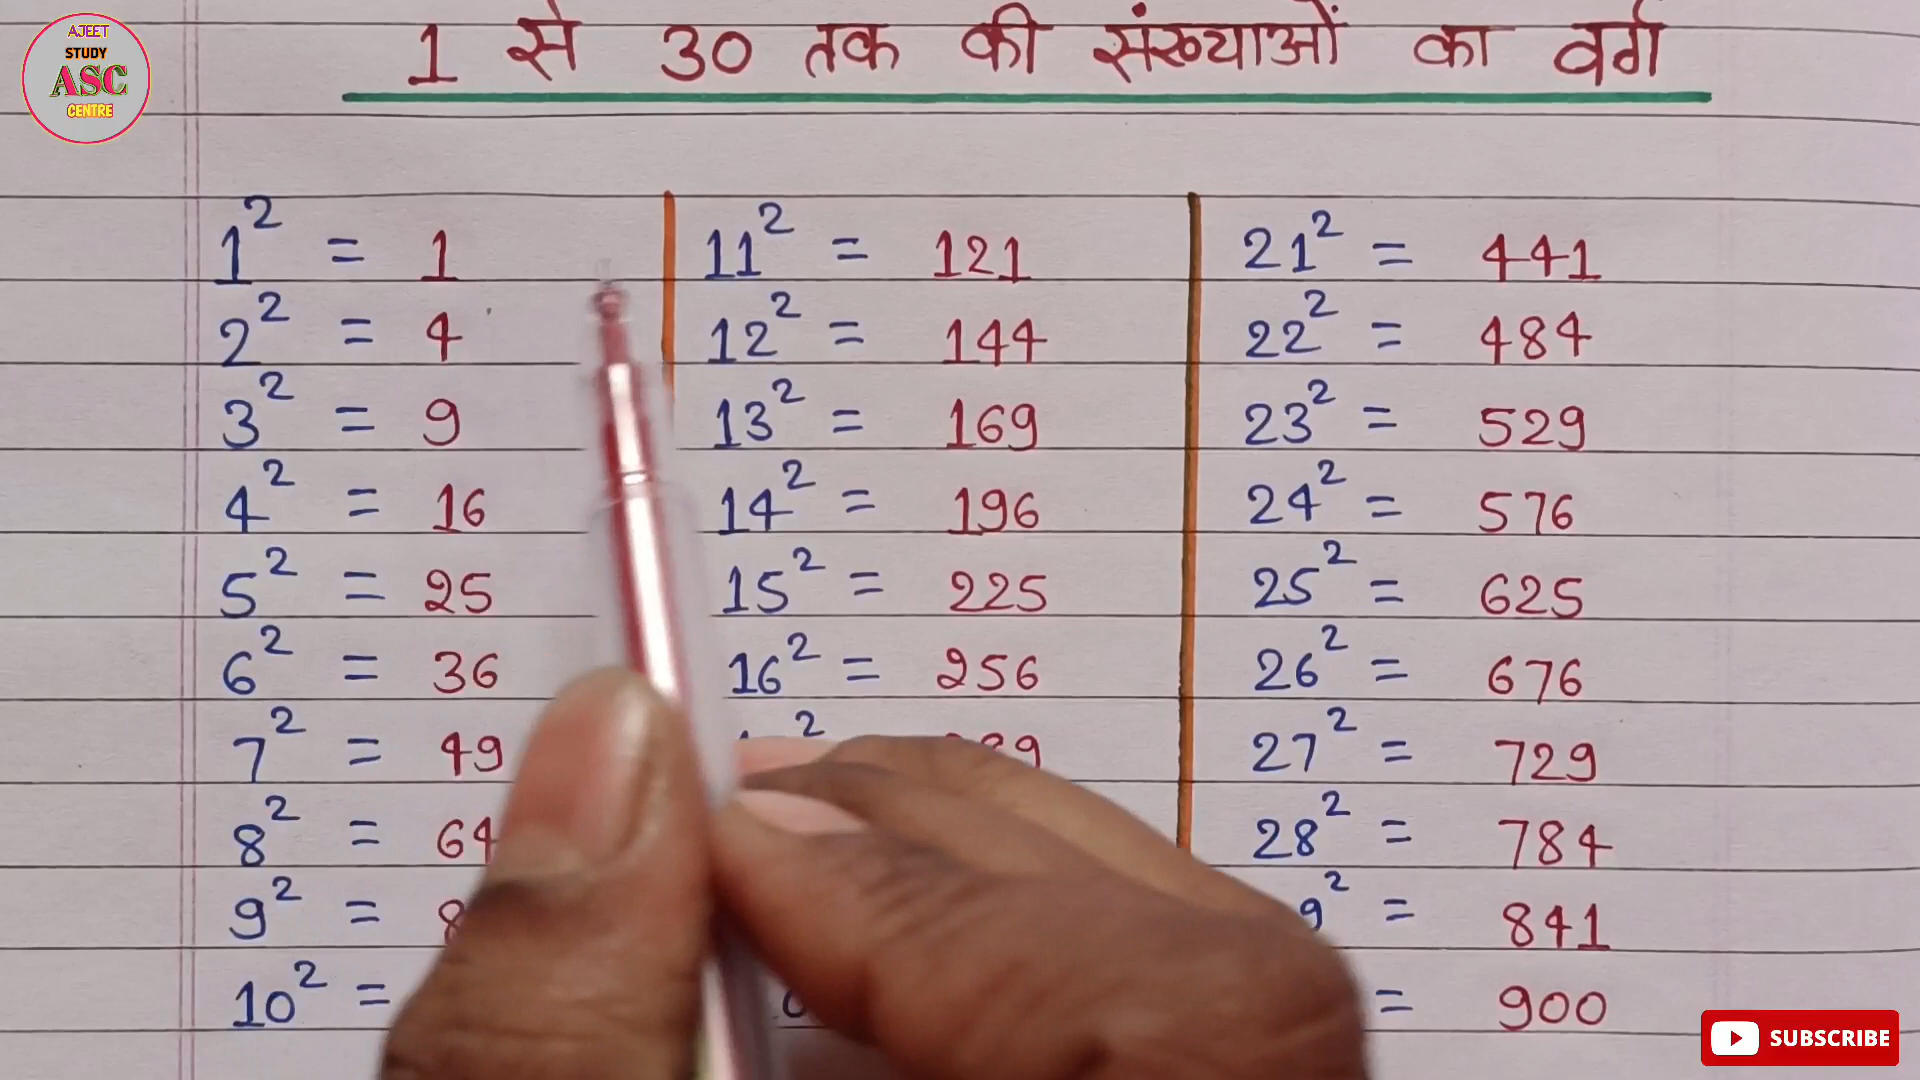 AJEET
STUDY
ASC
CENTRE
1 से 30 तक की संख्याओं का वर्ग
1² = 1
2² = 4
3² = 9
4² = 16
5² = 25
6² = 36
7² = 49
8² = 64
9² =
10² =
11² = 121
12² = 144
13² = 169
14² = 196
15² = 225
16² = 256
21² = 441
22² = 484
23² = 529
24² = 576
25² = 625
26² = 676
27² = 729
28² = 784
9² = 841
= 900
SUBSCRIBE